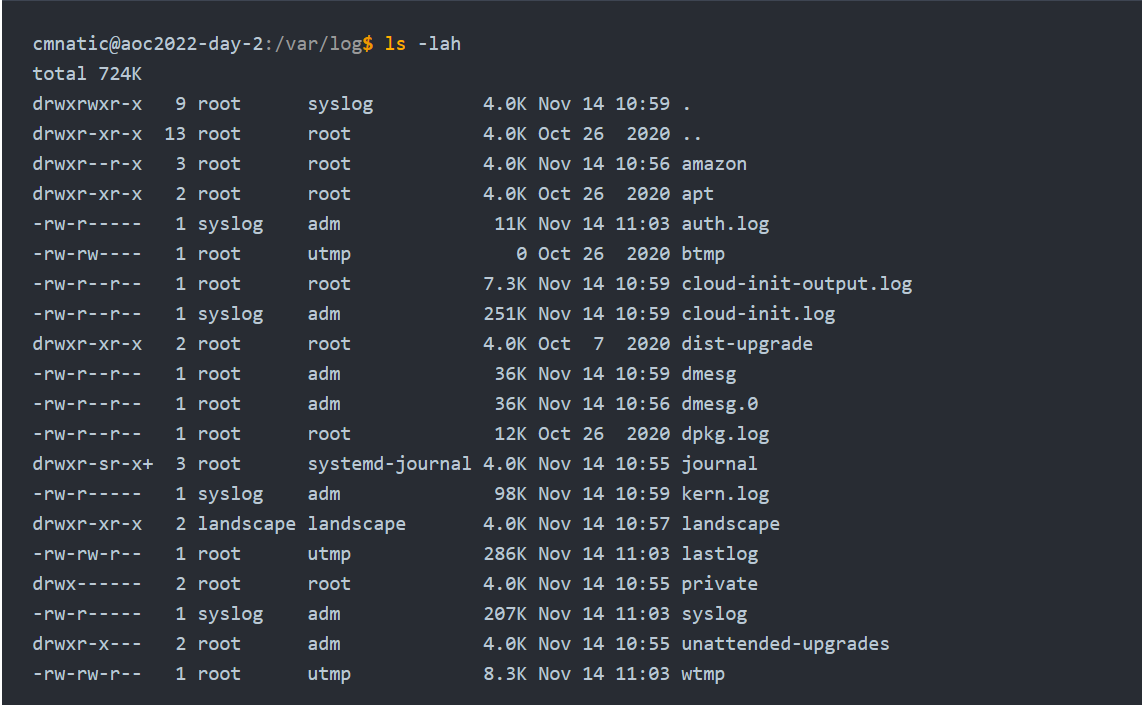 cmnatic@aoc2022-day-2:/var/log$ ls -lah
total 724K
drwxrwxr-x   9 root      syslog          4.0K Nov 14 10:59 .
drwxr-xr-x  13 root      root            4.0K Oct 26  2020 ..
drwxr--r-x   3 root      root            4.0K Nov 14 10:56 amazon
drwxr-xr-x   2 root      root            4.0K Oct 26  2020 apt
-rw-r-----   1 syslog    adm              11K Nov 14 11:03 auth.log
-rw-rw----   1 root      utmp               0 Oct 26  2020 btmp
-rw-r--r--   1 root      root            7.3K Nov 14 10:59 cloud-init-output.log
-rw-r--r--   1 syslog    adm             251K Nov 14 10:59 cloud-init.log
drwxr-xr-x   2 root      root            4.0K Oct  7  2020 dist-upgrade
-rw-r--r--   1 root      adm              36K Nov 14 10:59 dmesg
-rw-r--r--   1 root      adm              36K Nov 14 10:56 dmesg.0
-rw-r--r--   1 root      root             12K Oct 26  2020 dpkg.log
drwxr-sr-x+  3 root      systemd-journal 4.0K Nov 14 10:55 journal
-rw-r-----   1 syslog    adm              98K Nov 14 10:59 kern.log
drwxr-xr-x   2 landscape landscape       4.0K Nov 14 10:57 landscape
-rw-rw-r--   1 root      utmp            286K Nov 14 11:03 lastlog
drwx------   2 root      root            4.0K Nov 14 10:55 private
-rw-r-----   1 syslog    adm             207K Nov 14 11:03 syslog
drwxr-x---   2 root      adm             4.0K Nov 14 10:55 unattended-upgrades
-rw-rw-r--   1 root      utmp            8.3K Nov 14 11:03 wtmp